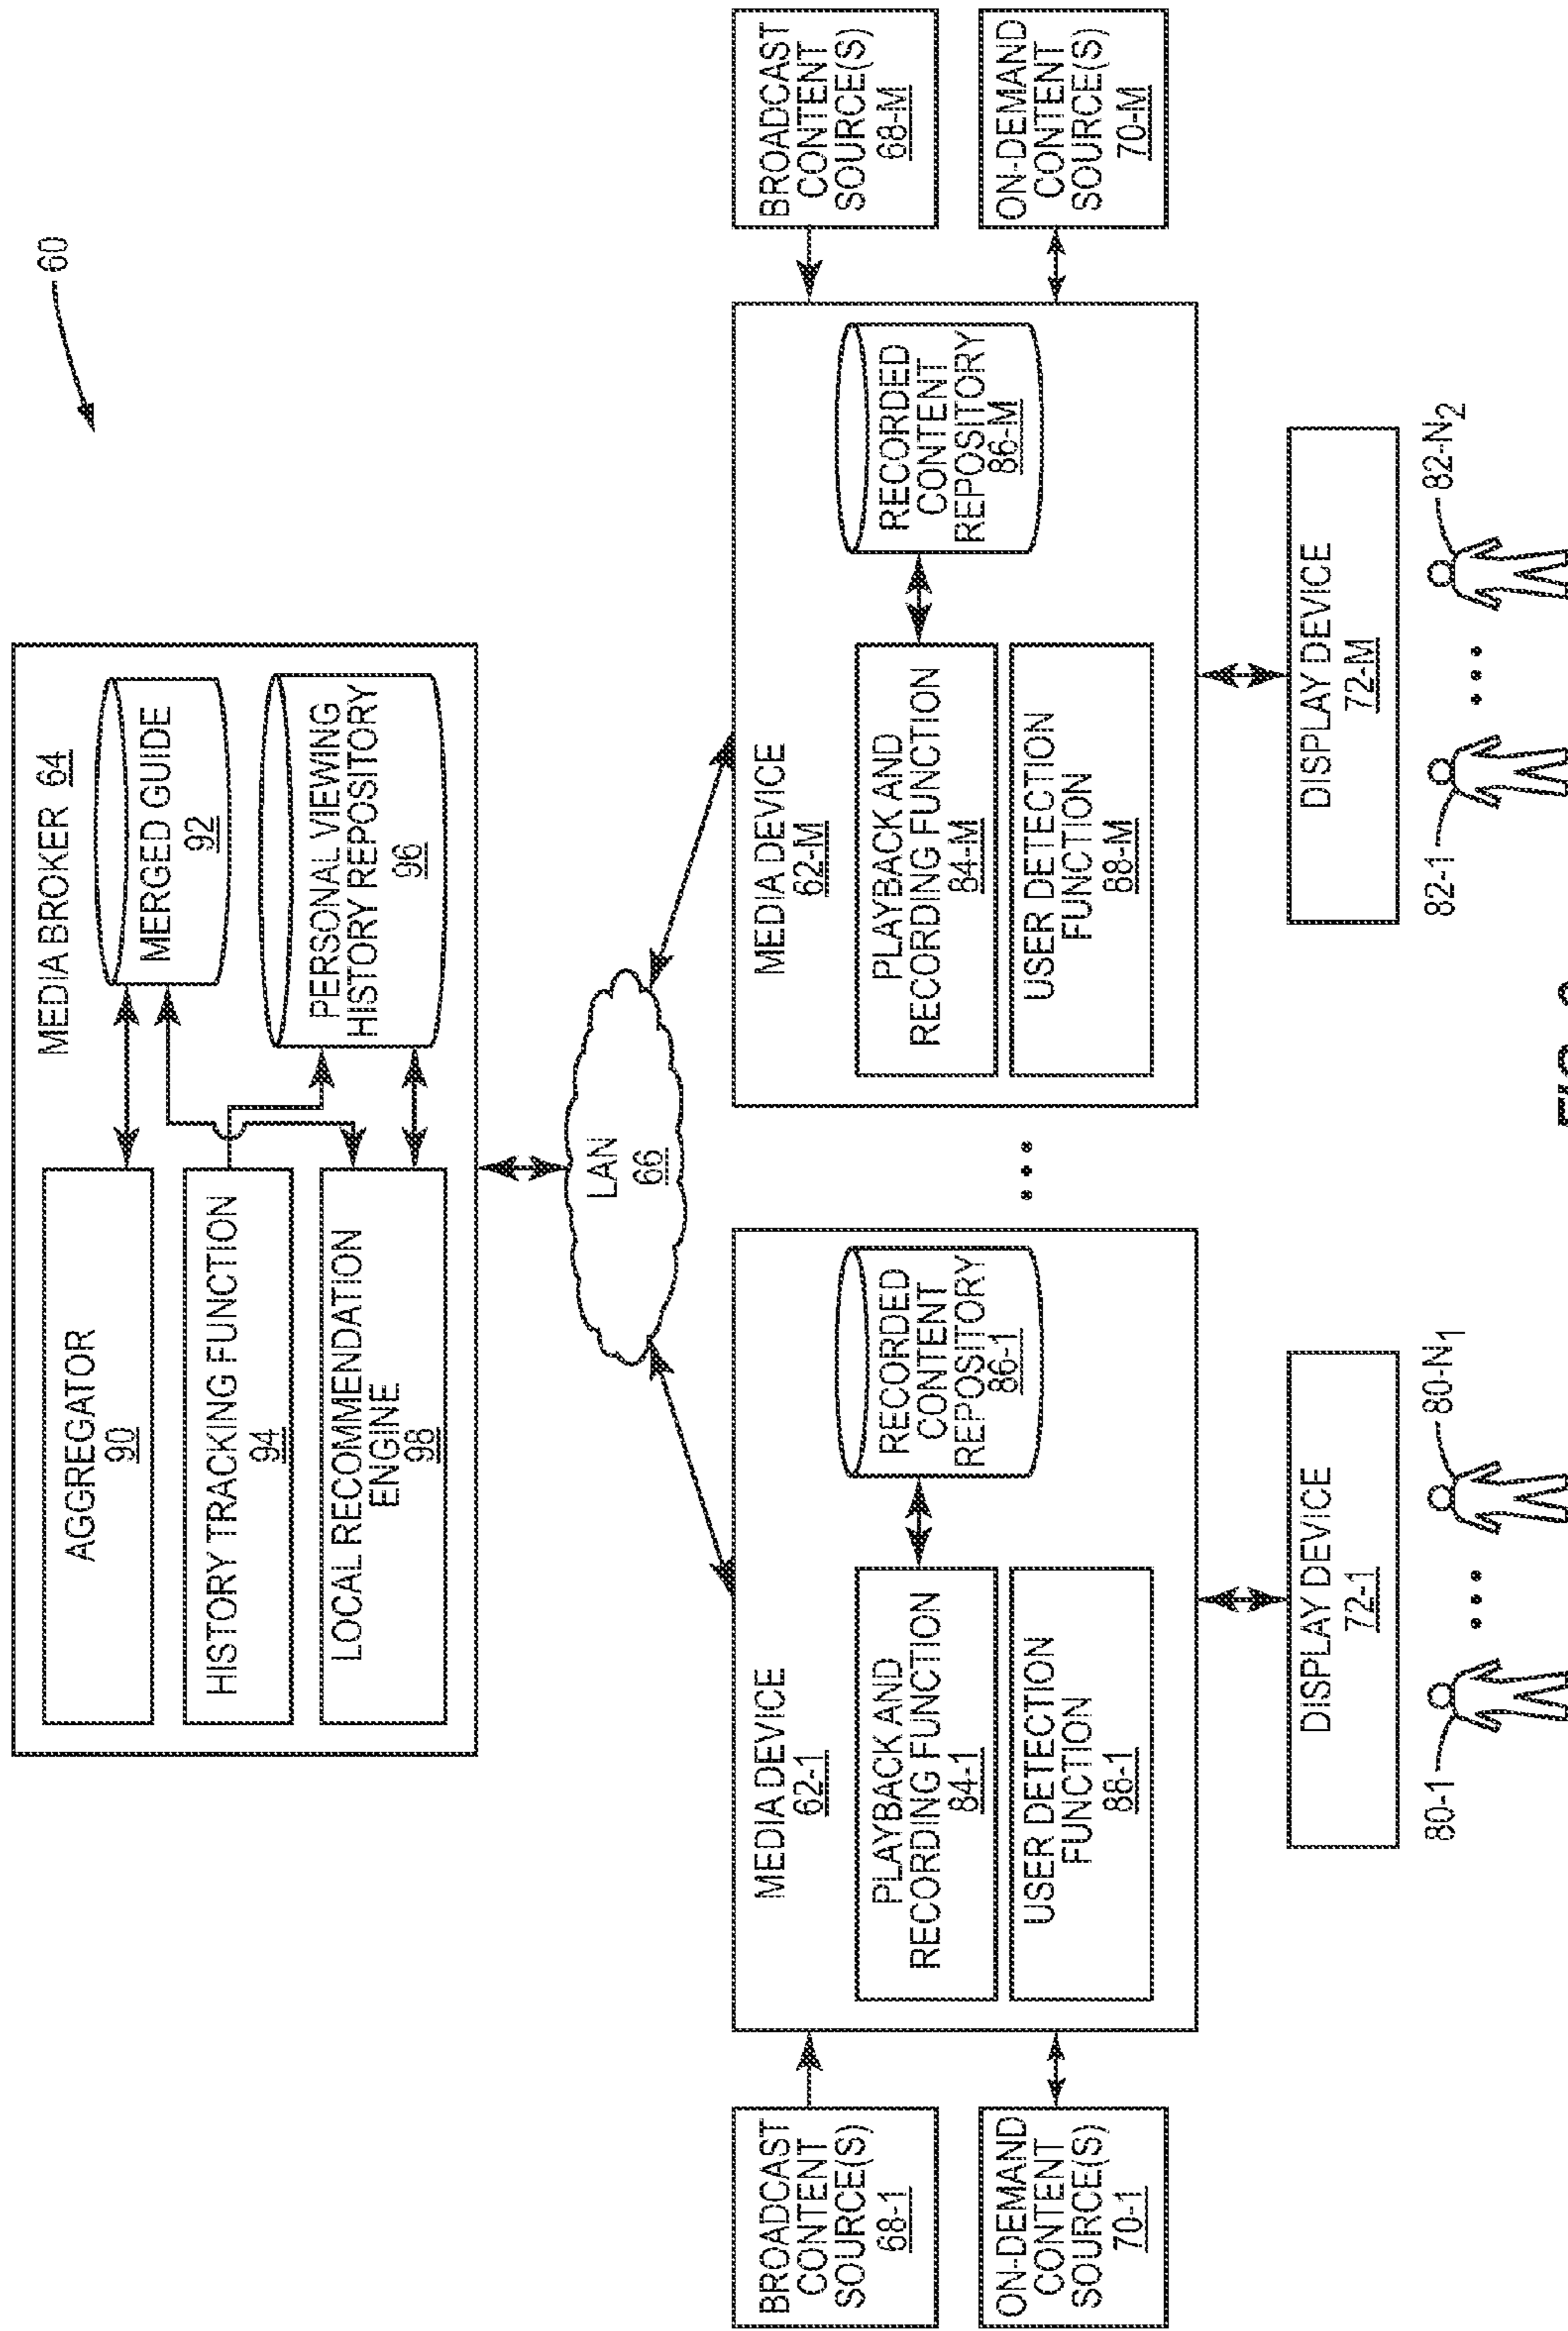 60
MEDIA BROKER 64
AGGREGATOR
90
MERGED GUIDE
92
HISTORY TRACKING FUNCTION
94
PERSONAL VIEWING
HISTORY REPOSITORY
96
LOCAL RECOMMENDATION
ENGINE
98
LAN
66
BROADCAST
CONTENT
SOURCE(S)
68-1
ON-DEMAND
CONTENT
SOURCE(S)
70-1
MEDIA DEVICE
62-1
PLAYBACK AND
RECORDING FUNCTION
84-1
RECORDED
CONTENT
REPOSITORY
86-1
USER DETECTION
FUNCTION
88-1
MEDIA DEVICE
62-M
PLAYBACK AND
RECORDING FUNCTION
84-M
RECORDED
CONTENT
REPOSITORY
86-M
USER DETECTION
FUNCTION
88-M
BROADCAST
CONTENT
SOURCE(S)
68-M
ON-DEMAND
CONTENT
SOURCE(S)
70-M
DISPLAY DEVICE
72-1
80-1
80-N1
DISPLAY DEVICE
72-M
82-1
82-N2
FIG.